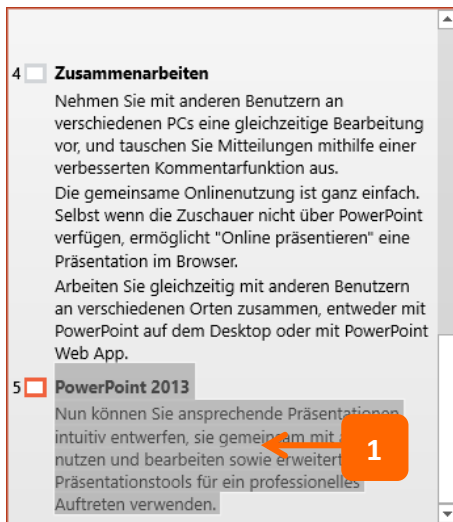 4 Zusammenarbeiten
Nehmen Sie mit anderen Benutzern an
verschiedenen PCs eine gleichzeitige Bearbeitung
vor, und tauschen Sie Mitteilungen mithilfe einer
verbesserten Kommentarfunktion aus.
Die gemeinsame Onlinenutzung ist ganz einfach.
Selbst wenn die Zuschauer nicht über PowerPoint
verfügen, ermöglicht "Online präsentieren" eine
Präsentation im Browser.
Arbeiten Sie gleichzeitig mit anderen Benutzern
an verschiedenen Orten zusammen, entweder mit
PowerPoint auf dem Desktop oder mit PowerPoint
Web App.
5 PowerPoint 2013
Nun können Sie ansprechende Präsentationen
intuitiv entwerfen, sie gemeinsam mit
nutzen und bearbeiten sowie
Präsentationstools für ein professionelles
Auftreten verwenden.
1